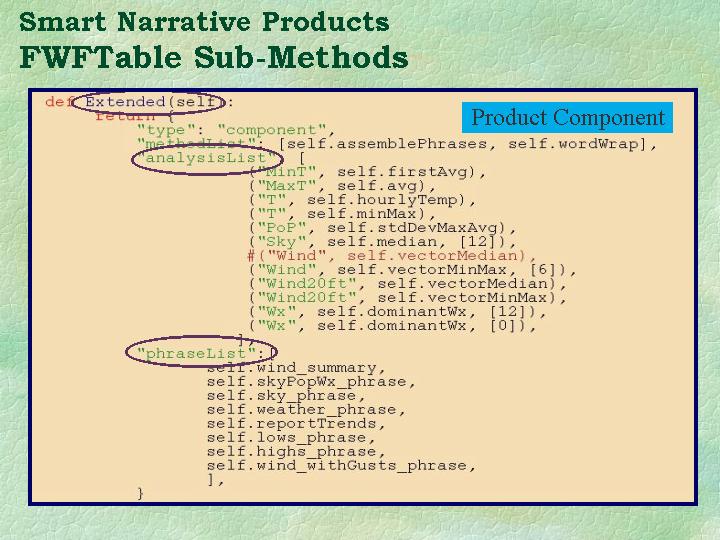 Smart Narrative Products
FWFTable Sub-Methods
def Extended(self):
Product Component
return {
"type": "component",
"methodList": [self.assemblePhrases, self.wordWrap],
"analysisList": [
("MinT", self.firstAvg),
("MaxT", self.avg),
("T", self.hourlyTemp),
("T", self.minMax),
("PoP", self.stdDevMaxAvg),
("Sky", self.median, [12]),
#("Wind", self.vectorMedian),
("Wind", self.vectorMinMax, [6]),
("Wind20ft", self.vectorMedian),
("Wind20ft", self.vectorMinMax),
("Wx", self.dominantWx, [12]),
("Wx", self.dominantWx, [0]),
],
"phraseList":[
self.wind_summary,
self.skyPopWx_phrase,
self.sky_phrase,
self.weather_phrase,
self.reportTrends,
self.lows_phrase,
self.highs_phrase,
self.wind_withGusts_phrase,
],
}